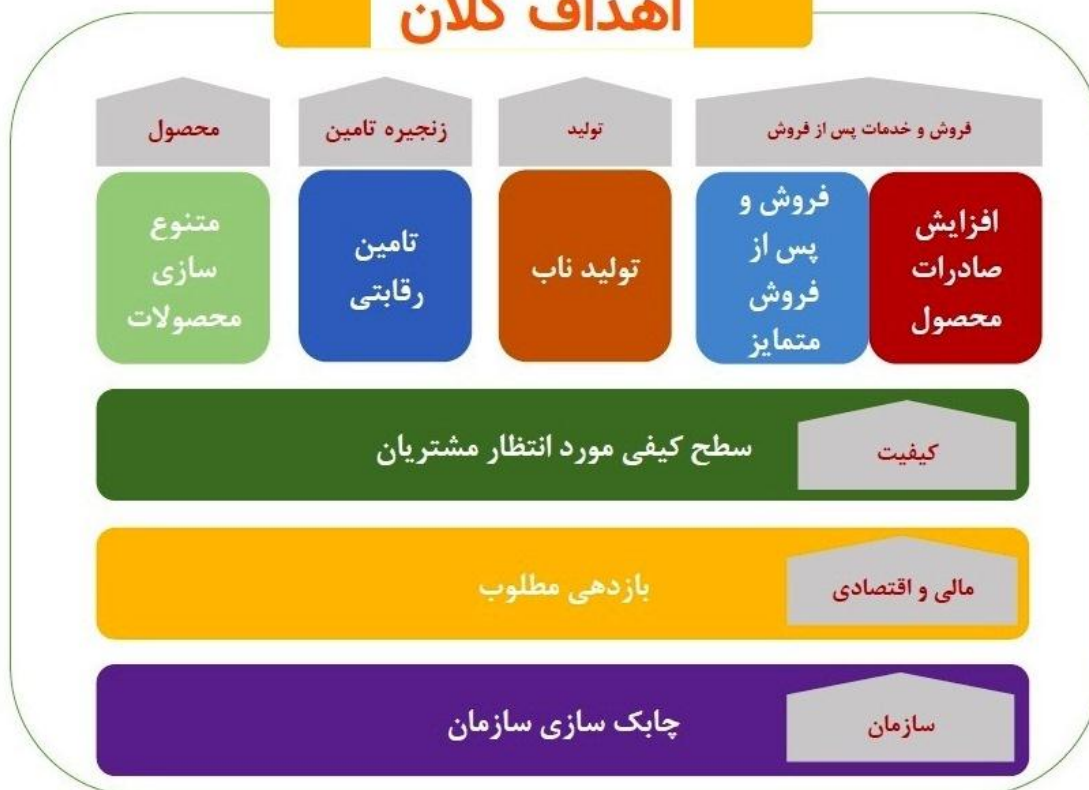 اهداف کلان
فروش و خدمات پس از فروش
تولید
زنجیره تامین
محصول
افزایش
صادرات
محصول
فروش و
پس از
فروش
متمایز
تولید ناب
تامین
رقابتی
متنوع
سازی
محصولات
کیفیت
سطح کیفی مورد انتظار مشتریان
مالی و اقتصادی
بازدهی مطلوب
سازمان
چابک سازی سازمان